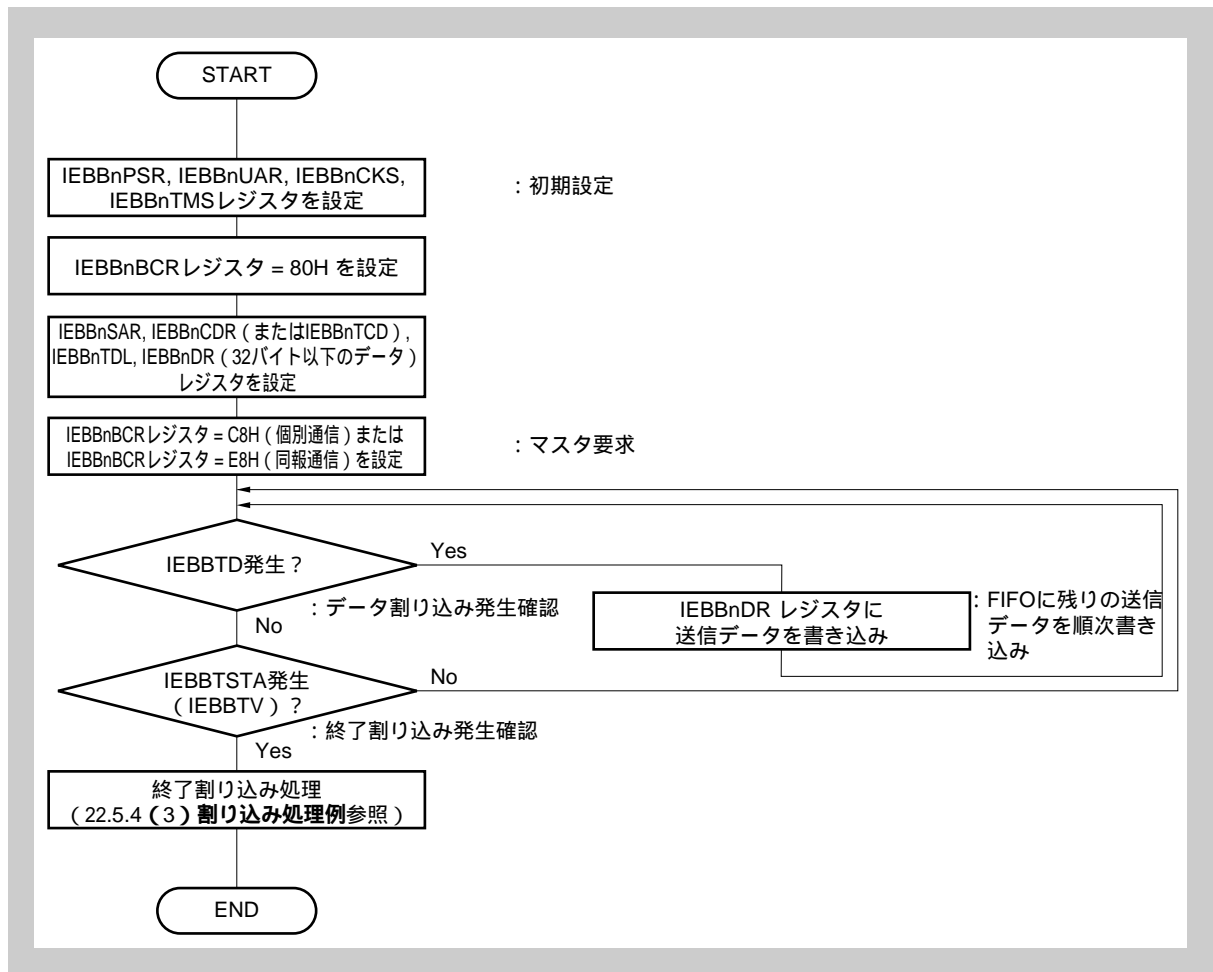 START
IEBBnPSR, IEBBnUAR, IEBBnCKS,
IEBBnTMSレジスタを設定
：初期設定
IEBBnBCRレジスタ = 80H を設定
IEBBnSAR, IEBBnCDR（またはIEBBnTCD）,
IEBBnTDL, IEBBnDR（32バイト以下のデータ）
レジスタを設定
IEBBnBCRレジスタ = C8H（個別通信）または
IEBBnBCRレジスタ = E8H（同報通信）を設定
：マスタ要求
IEBBTD発生？
Yes
：データ割り込み発生確認
No
IEBBnDR レジスタに
送信データを書き込み
：FIFOに残りの送信
データを順次書き
込み
IEBBTSTA発生
（IEBBTV）？
No
：終了割り込み発生確認
Yes
終了割り込み処理
（22.5.4（3）割り込み処理例参照）
END